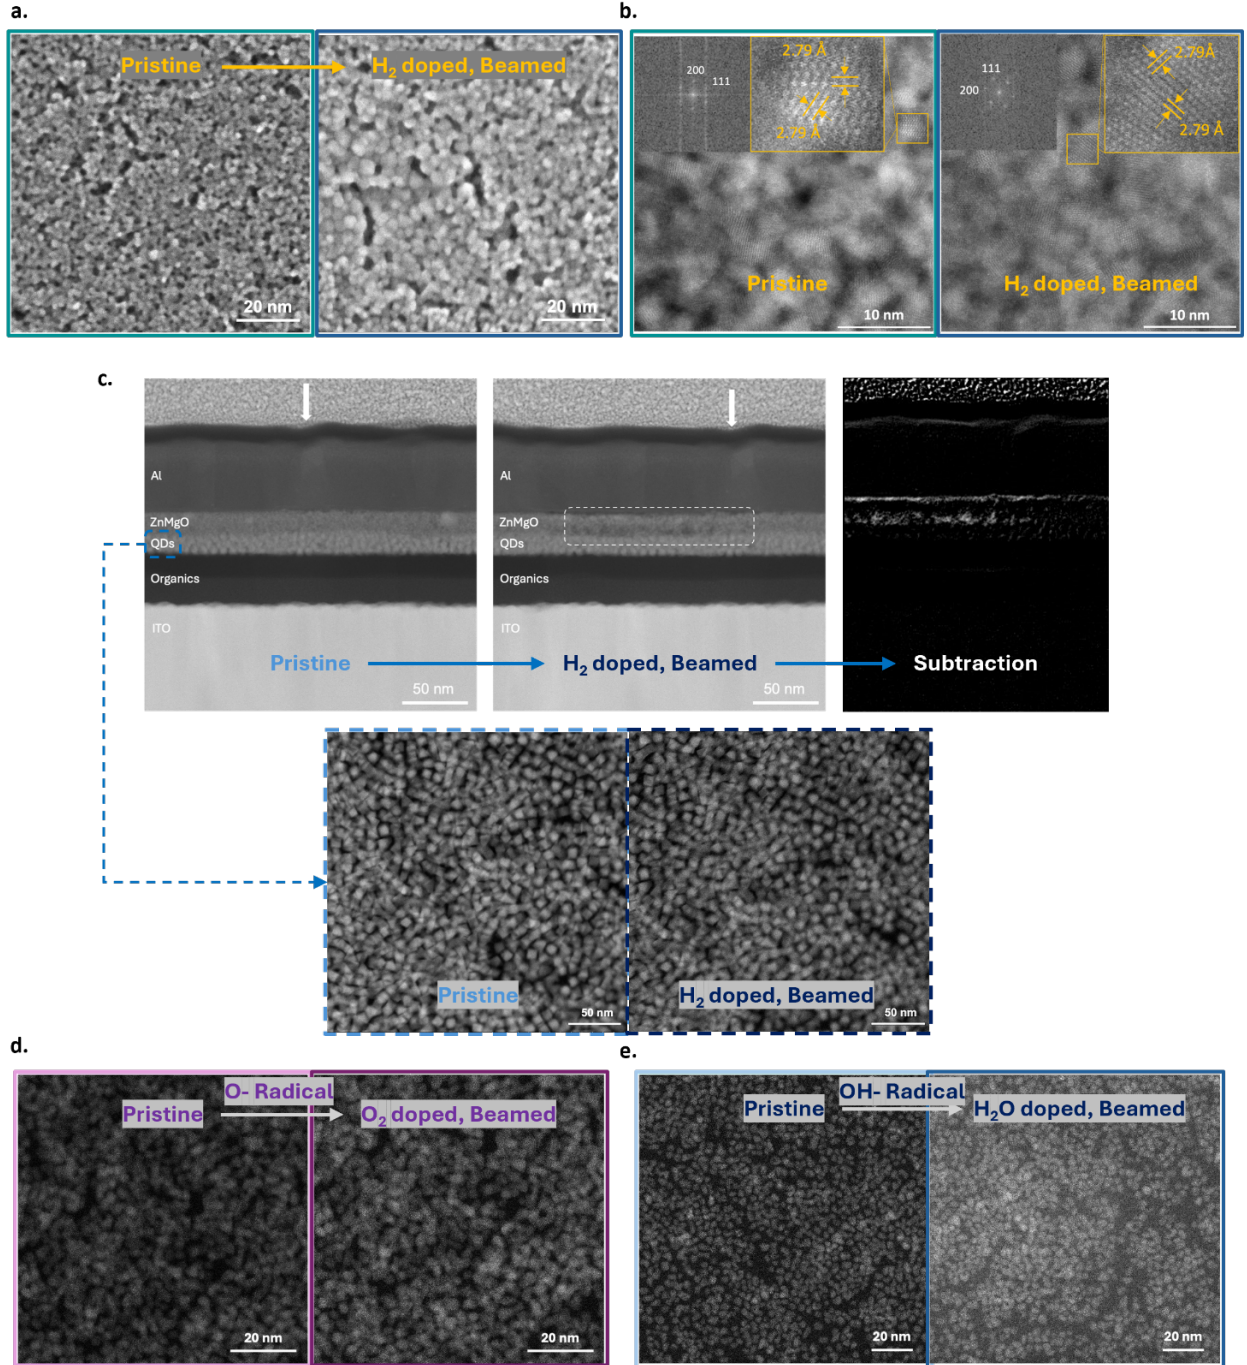 a.
Pristine
H₂ doped, Beamed
20 nm
20 nm
b.
200
111
2.79 Å
2.79 Å
Pristine
10 nm
111
200
2.79Å
2.79 Å
H₂ doped, Beamed
10 nm
c.
Al
ZnMgO
QDs
Organics
ITO
Pristine
50 nm
Al
ZnMgO
QDs
Organics
ITO
H₂ doped, Beamed
50 nm
Subtraction
Pristine
50 nm
H₂ doped, Beamed
50 nm
d.
O- Radical
Pristine
O₂ doped, Beamed
20 nm
20 nm
e.
OH- Radical
Pristine
H₂O doped, Beamed
20 nm
20 nm